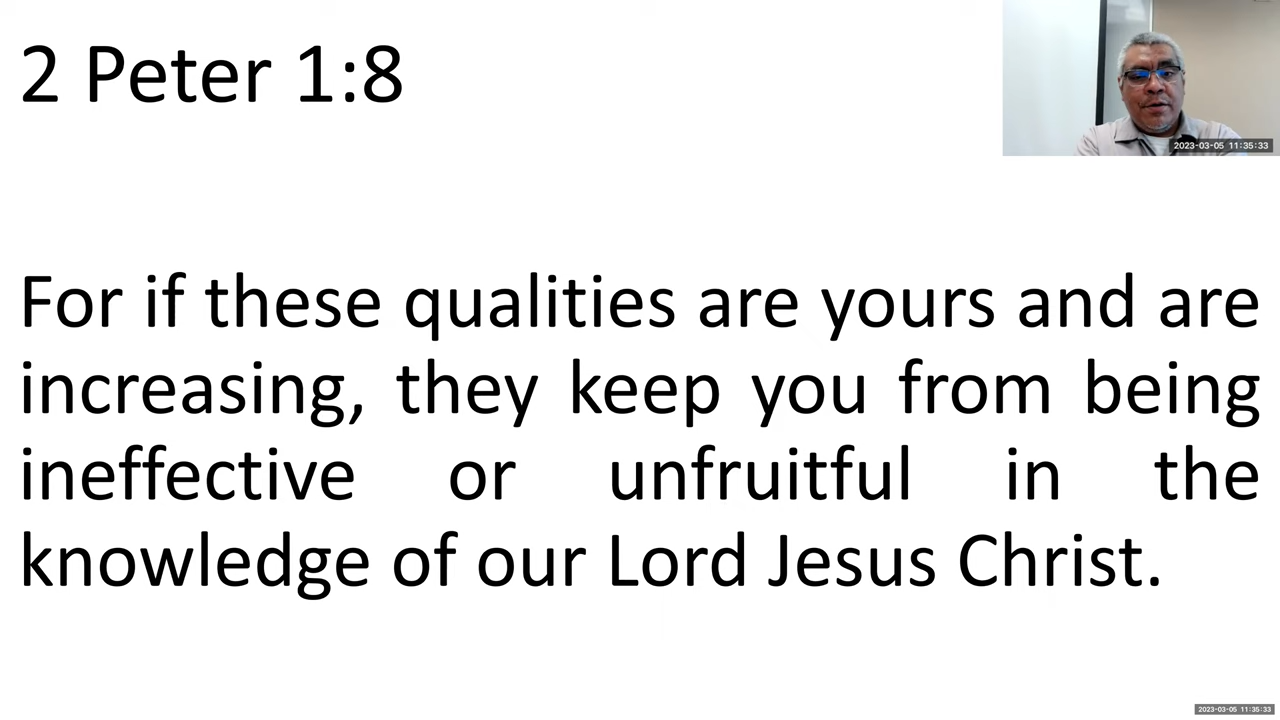 2 Peter 1:8
2023-03-05 11:35:33
For if these qualities are yours and are
increasing, they keep you from being
ineffective or unfruitful in the
knowledge of our Lord Jesus Christ.
2023-03-05 11:35:33